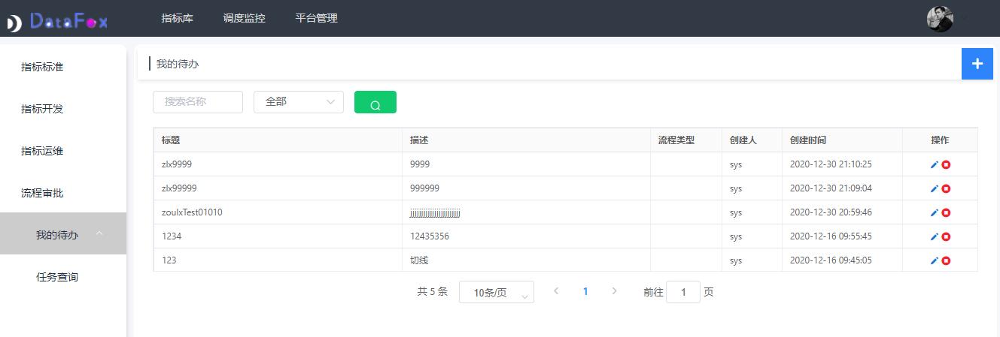 DataFox 指标库 调度监控 平台管理
指标标准
指标开发
指标运维
流程审批
我的待办
任务查询
我的待办
搜索名称 全部
标题 描述 流程类型 创建人 创建时间 操作
zlx9999 9999 sys 2020-12-30 21:10:25
zlx99999 999999 sys 2020-12-30 21:09:04
zoulxTest01010 jjjjjjjjjjjjjjjjjjjjjjj sys 2020-12-30 20:59:46
1234 12435356 sys 2020-12-16 09:55:45
123 切线 sys 2020-12-16 09:45:05
共 5 条 10条/页 1 前往 1 页